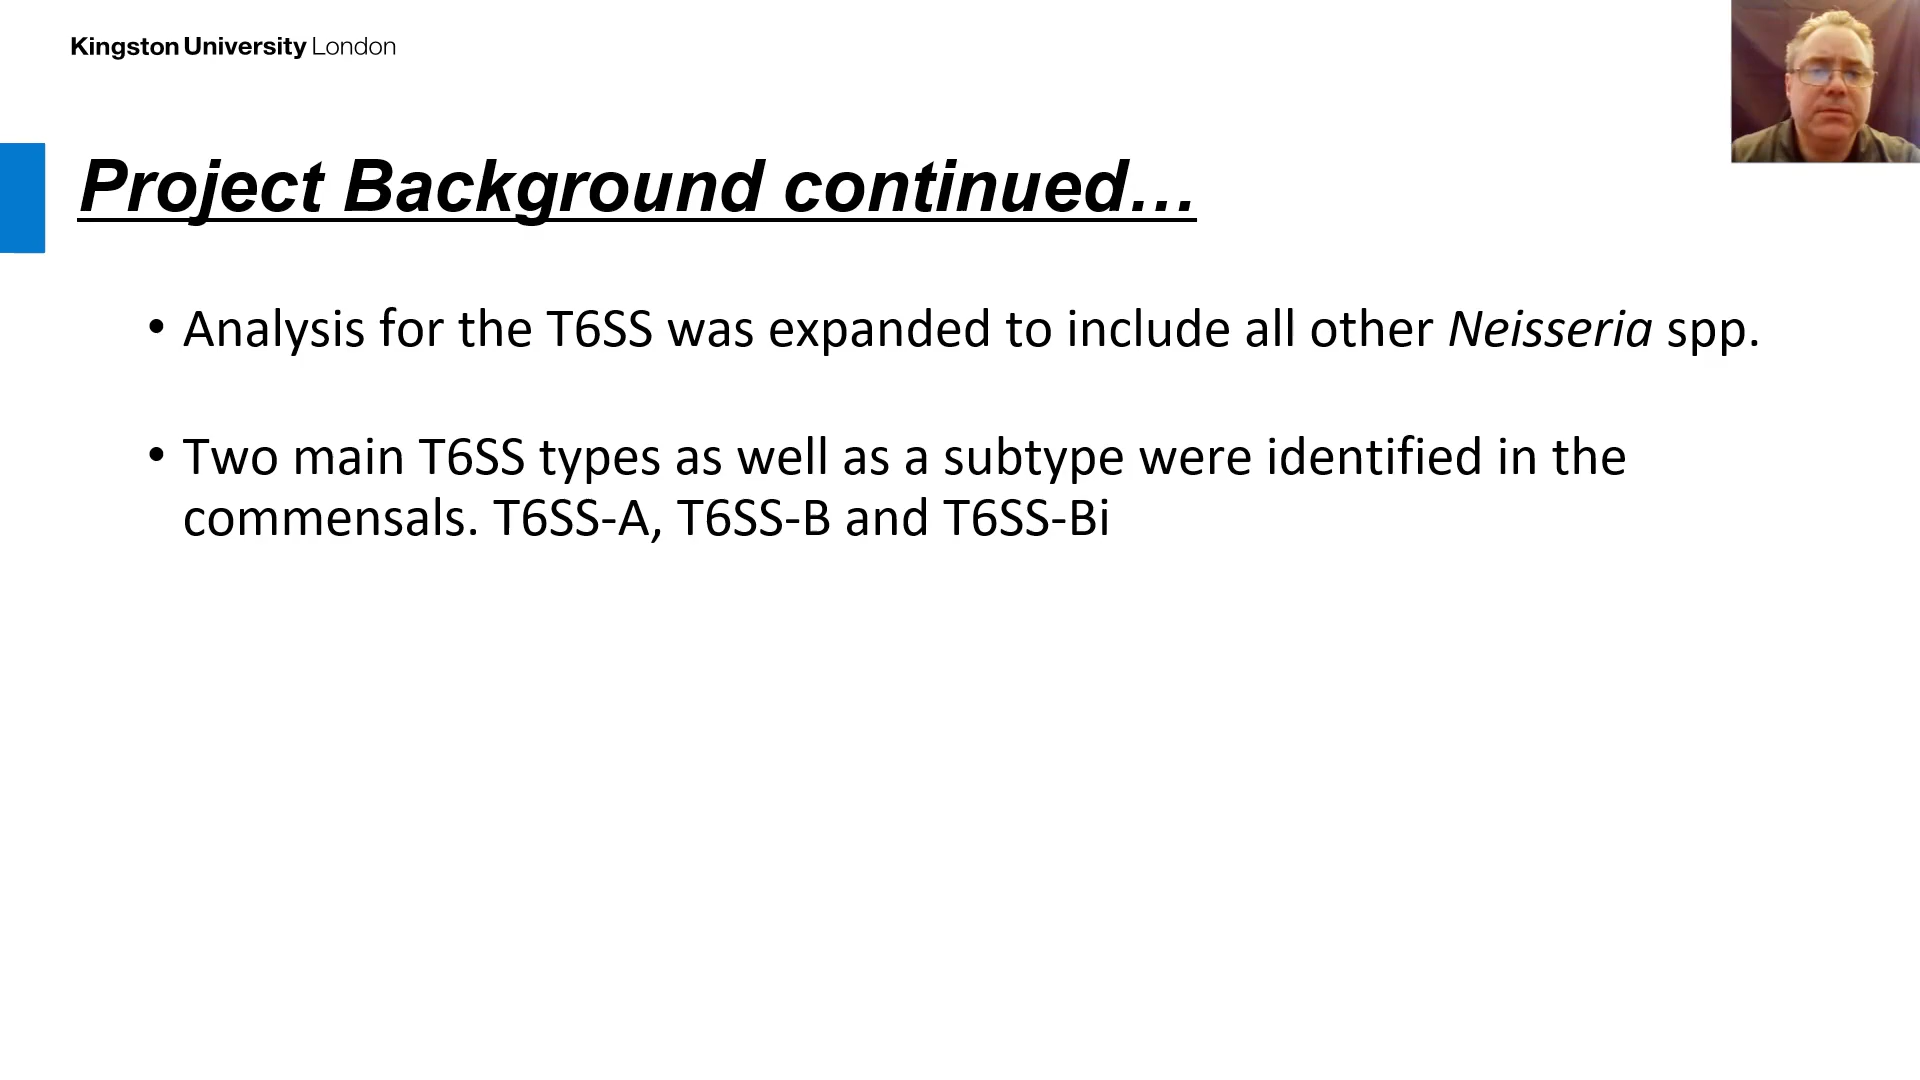 Kingston University London
Project Background continued…
• Analysis for the T6SS was expanded to include all other Neisseria spp.
• Two main T6SS types as well as a subtype were identified in the
commensals. T6SS-A, T6SS-B and T6SS-Bi